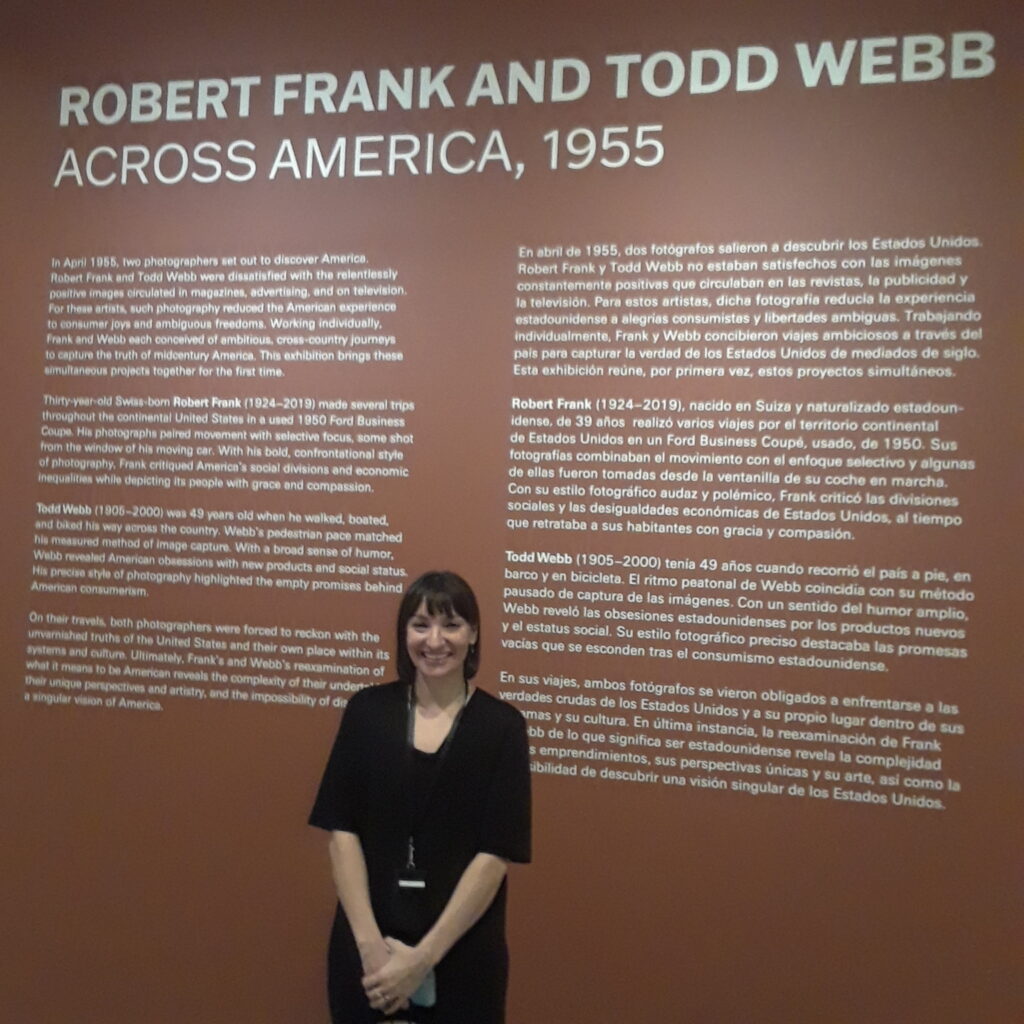 ROBERT FRANK AND TODD WEBB
ACROSS AMERICA, 1955
In April 1955, two photographers set out to discover America.
Robert Frank and Todd Webb were dissatisfied with the relentlessly
positive images circulated in magazines, advertising, and on television.
For these artists, such photography reduced the American experience
to consumer joys and ambiguous freedoms. Working individually,
Frank and Webb each conceived of ambitious, cross-country journeys
to capture the truth of midcentury America. This exhibition brings these
simultaneous projects together for the first time.
Thirty-year-old Swiss-born Robert Frank (1924–2019) made several trips
throughout the continental United States in a used 1950 Ford Business
Coupe. His photographs paired movement with selective focus, some shot
from the window of his moving car. With his bold, confrontational style
of photography, Frank critiqued America's social divisions and economic
inequalities while depicting its people with grace and compassion.
Todd Webb (1905–2000) was 49 years old when he walked, boated,
and biked his way across the country. Webb's pedestrian pace matched
his measured method of image capture. With a broad sense of humor,
Webb revealed American obsessions with new products and social status.
His precise style of photography highlighted the empty promises behind
American consumerism.
On their travels, both photographers were forced to reckon with the
unvarnished truths of the United States and their own place within its
systems and culture. Ultimately, Frank's and Webb's reexamination of
what it means to be American reveals the complexity of their
their unique perspectives and artistry, and the impossibility of
a singular vision of America.
En abril de 1955, dos fotógrafos salieron a descubrir los Estados Unidos.
Robert Frank y Todd Webb no estaban satisfechos con las imágenes
constantemente positivas que circulaban en las revistas, la publicidad y
la televisión. Para estos artistas, dicha fotografía reducía la experiencia
estadounidense a alegrías consumistas y libertades ambiguas. Trabajando
individualmente, Frank y Webb concibieron viajes ambiciosos a través del
país para capturar la verdad de los Estados Unidos de mediados de siglo.
Esta exhibición reúne, por primera vez, estos proyectos simultáneos.
Robert Frank (1924–2019), nacido en Suiza y naturalizado estadoun-
idense, de 39 años realizó varios viajes por el territorio continental
de Estados Unidos en un Ford Business Coupé, usado, de 1950. Sus
fotografías combinaban el movimiento con el enfoque selectivo y algunas
de ellas fueron tomadas desde la ventanilla de su coche en marcha.
Con su estilo fotográfico audaz y polémico, Frank criticó las divisiones
sociales y las desigualdades económicas de Estados Unidos, al tiempo
que retrataba a sus habitantes con gracia y compasión.
Todd Webb (1905–2000) tenía 49 años cuando recorrió el país a pie, en
barco y en bicicleta. El ritmo peatonal de Webb coincidía con su método
pausado de captura de las imágenes. Con un sentido del humor amplio,
Webb reveló las obsesiones estadounidenses por los productos nuevos
y el estatus social. Su estilo fotográfico preciso destacaba las promesas
vacías que se esconden tras el consumismo estadounidense.
En sus viajes, ambos fotógrafos se vieron obligados a enfrentarse a las
verdades crudas de los Estados Unidos y a su propio lugar dentro de sus
y su cultura. En última instancia, la reexaminación de Frank
de lo que significa ser estadounidense revela la complejidad
emprendimientos, sus perspectivas únicas y su arte, así como la
de descubrir una visión singular de los Estados Unidos.